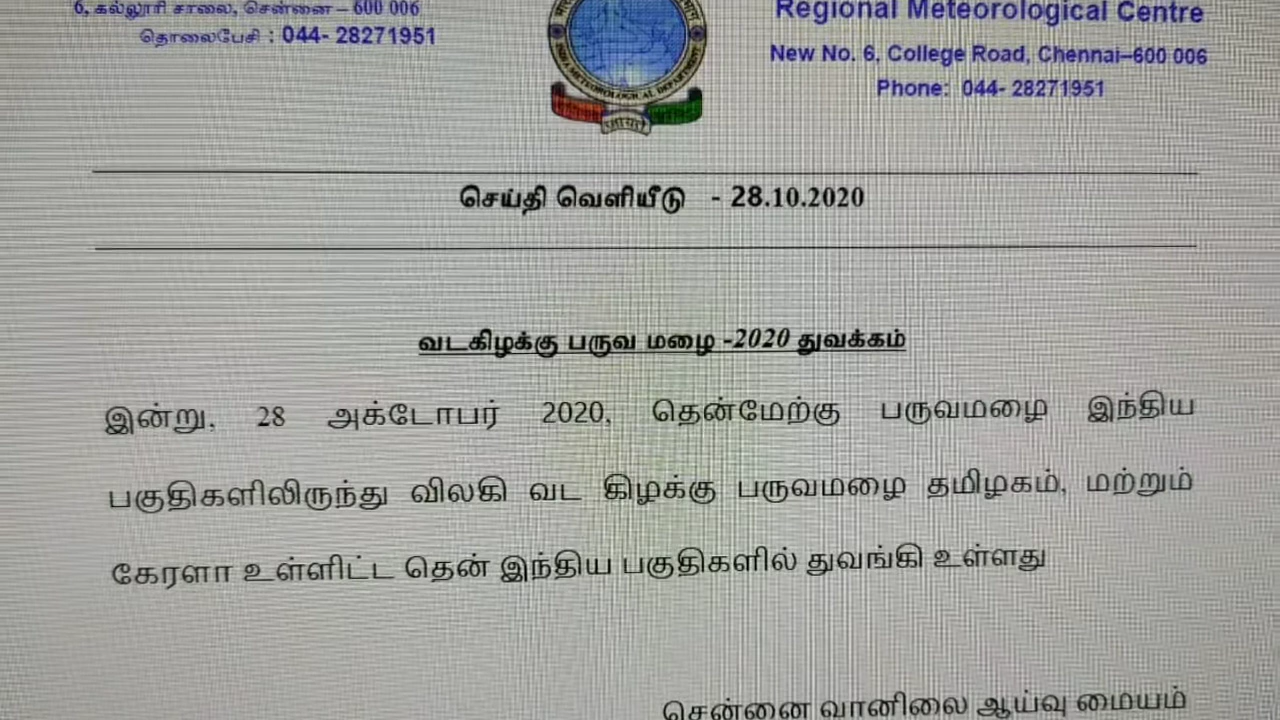 6, கல்லூரி சாலை, சென்னை – 600 006
தொலைபேசி : 044- 28271951
Regional Meteorological Centre
New No. 6, College Road, Chennai–600 006
Phone: 044- 28271951
INDIA METEOROLOGICAL DEPARTMENT
செய்தி வெளியீடு - 28.10.2020
வடகிழக்கு பருவ மழை -2020 துவக்கம்
இன்று, 28 அக்டோபர் 2020, தென்மேற்கு பருவமழை இந்திய
பகுதிகளிலிருந்து விலகி வட கிழக்கு பருவமழை தமிழகம், மற்றும்
கேரளா உள்ளிட்ட தென் இந்திய பகுதிகளில் துவங்கி உள்ளது
சென்னை வானிலை ஆய்வு மையம்